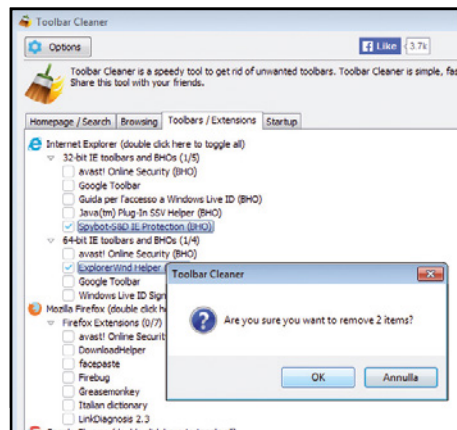 Toolbar Cleaner
Options
Like 3.7k
Toolbar Cleaner is a speedy tool to get rid of unwanted toolbars. Toolbar Cleaner is simple, fas
Share this tool with your friends.
Homepage / Search Browsing Toolbars / Extensions Startup
Internet Explorer (double click here to toggle all)
32-bit IE toolbars and BHOs (1/5)
avast! Online Security (BHO)
Google Toolbar
Guida per l'accesso a Windows Live ID (BHO)
Java(tm) Plug-In SSV Helper (BHO)
Spybot-S&D IE Protection (BHO)
64-bit IE toolbars and BHOs (1/4)
avast! Online Security (BHO)
ExplorerWnd Helper
Google Toolbar
Windows Live ID Sign
Mozilla Firefox (double click h
Firefox Extensions (0/7)
avast! Online Securit
DownloadHelper
facepaste
Firebug
Greasemonkey
Italian dictionary
LinkDiagnosis 2.3
Toolbar Cleaner
Are you sure you want to remove 2 items?
OK Annulla